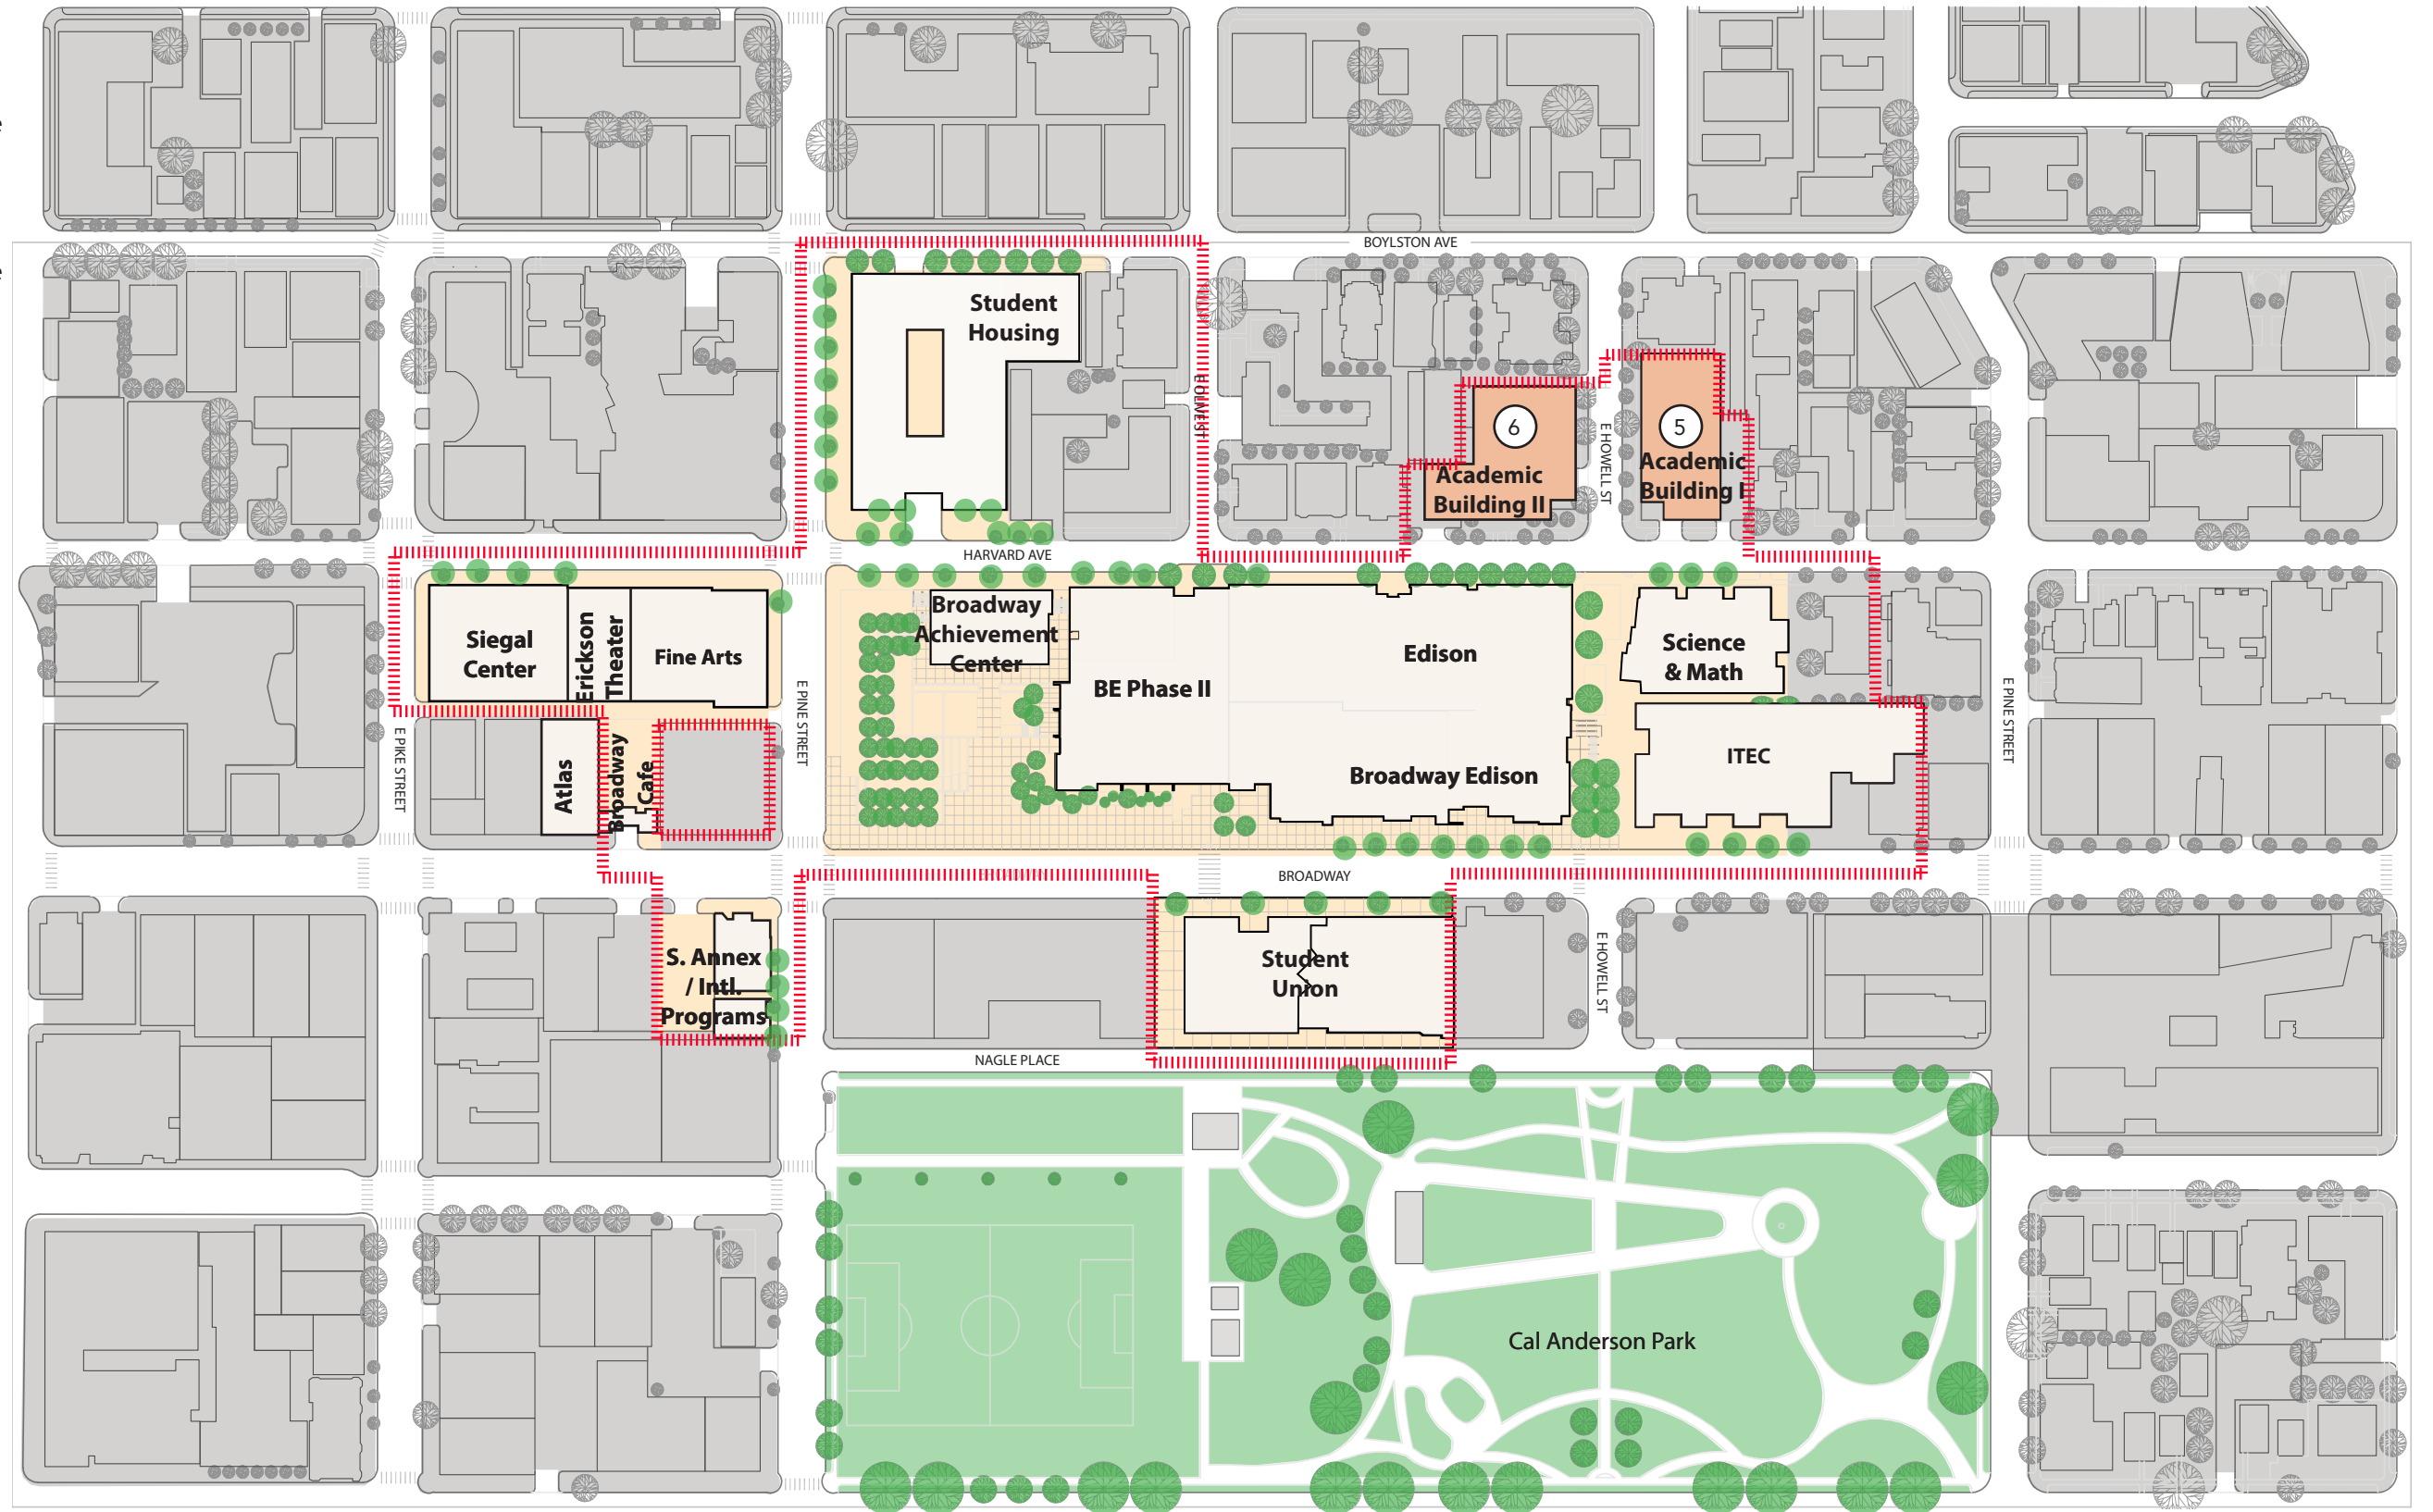 BOYLSTON AVE
Student
Housing
E OLIVE ST
6
Academic
Building II
E HOWELL ST
5
Academic
Building I
HARVARD AVE
Siegal
Center
Erickson
Theater
Fine Arts
E PINE STREET
Broadway
Achievement
Center
BE Phase II
Edison
Broadway Edison
Science
& Math
ITEC
E PINE STREET
E PIKE STREET
Atlas
Broadway
Cafe
BROADWAY
S. Annex
/ Intl.
Programs
Student
Union
E HOWELL ST
NAGLE PLACE
Cal Anderson Park